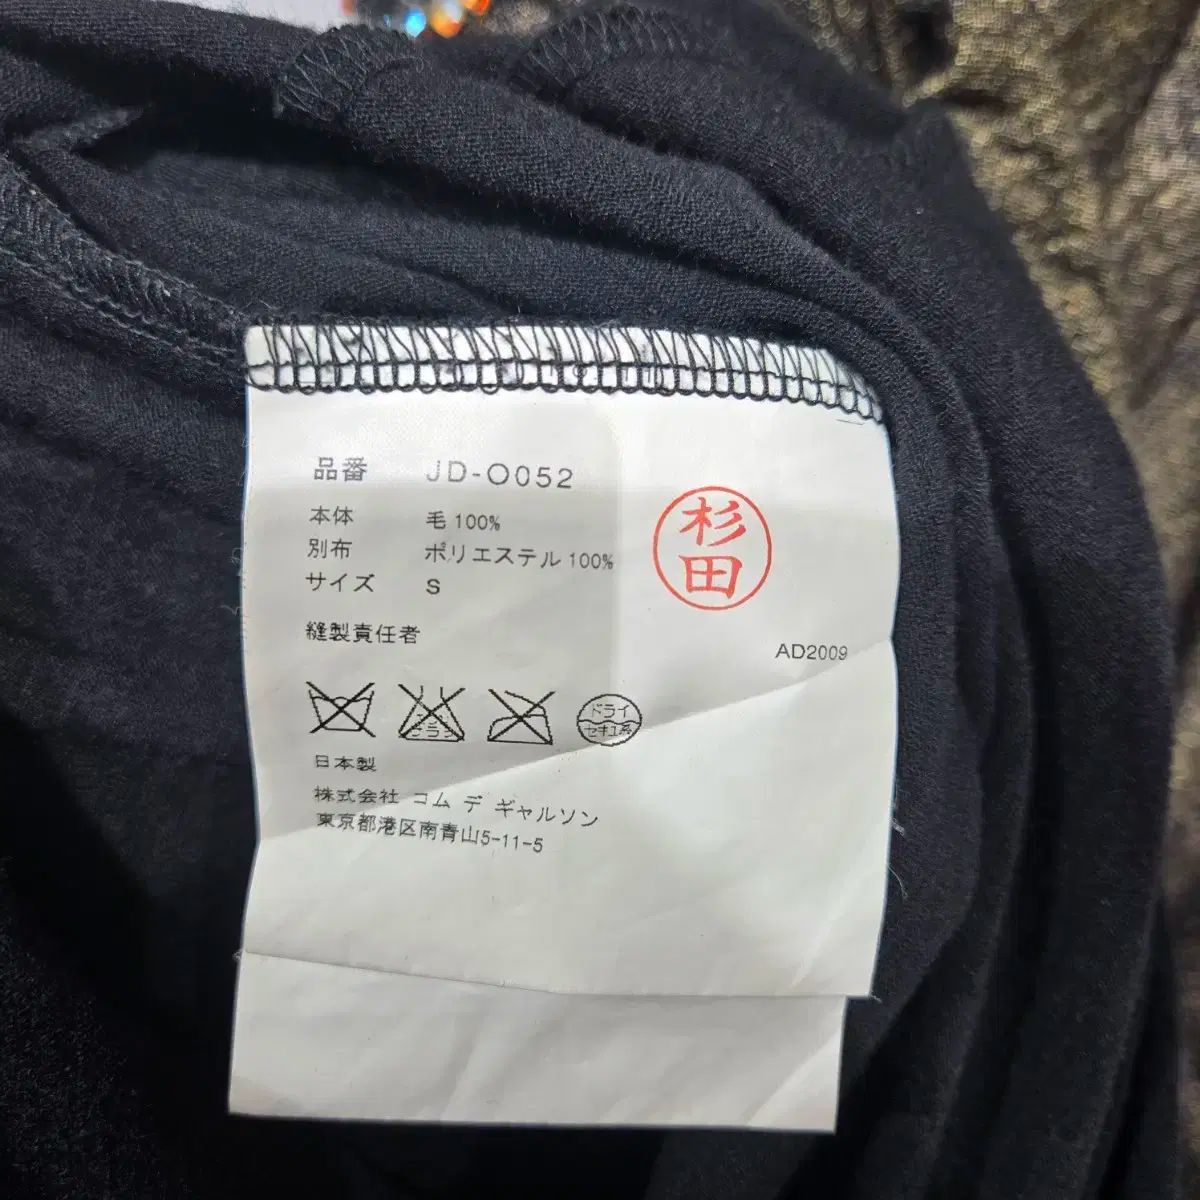 品番 JD-O052
本体 毛 100%
別布 ポリエステル 100%
サイズ S
杉田
縫製責任者
AD2009
ドライ
セキユ系
日本製
株式会社 コム デ ギャルソン
東京都港区南青山5-11-5